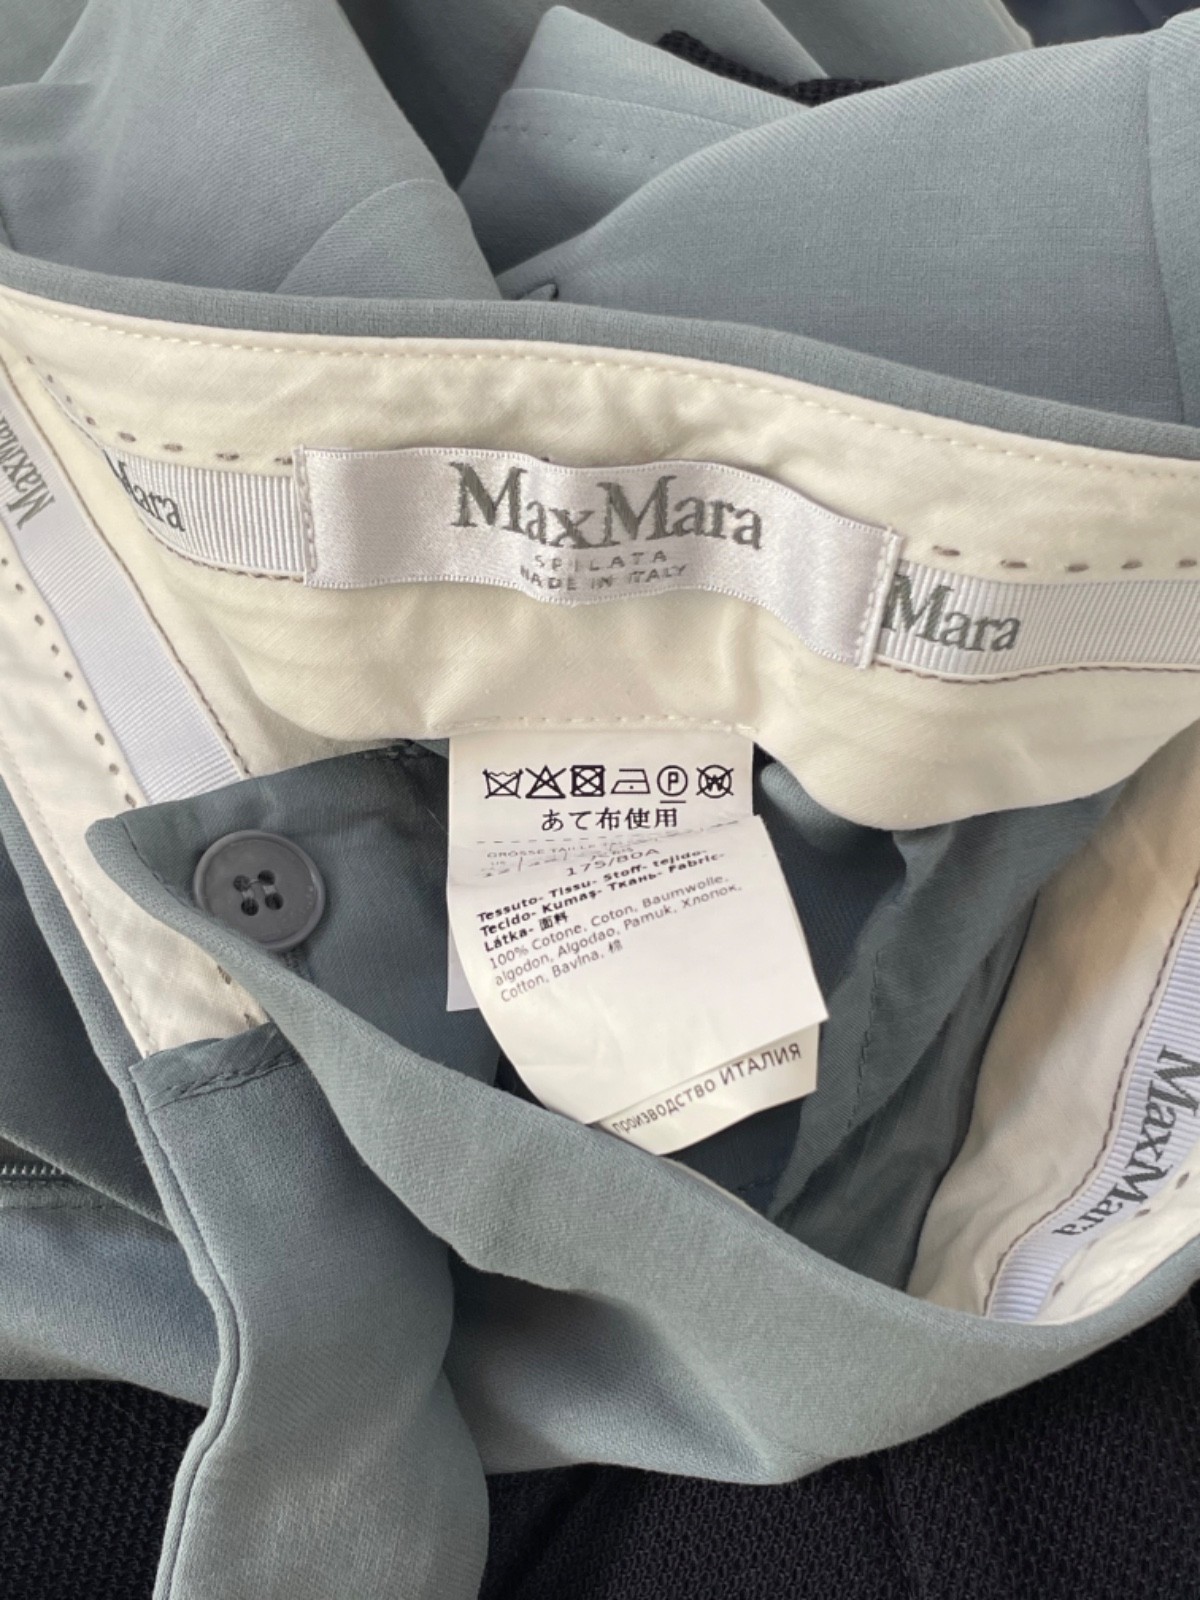 MaxMara
Mara
MaxMara
SPILATA
MADE IN ITALY
Mara
P W
あて布使用
GROSSE TAILLE
175/80A
Tessuto- Tissu- Stoff- tejido-
Tecido- Kumaş- Ткань- Fabric-
Látka- 面料
100% Cotone, Coton, Baumwolle,
algodon, Algodao, Pamuk, Хлопок,
Cotton, Bavlna, 棉
производство ИТАЛИЯ
MaxMara